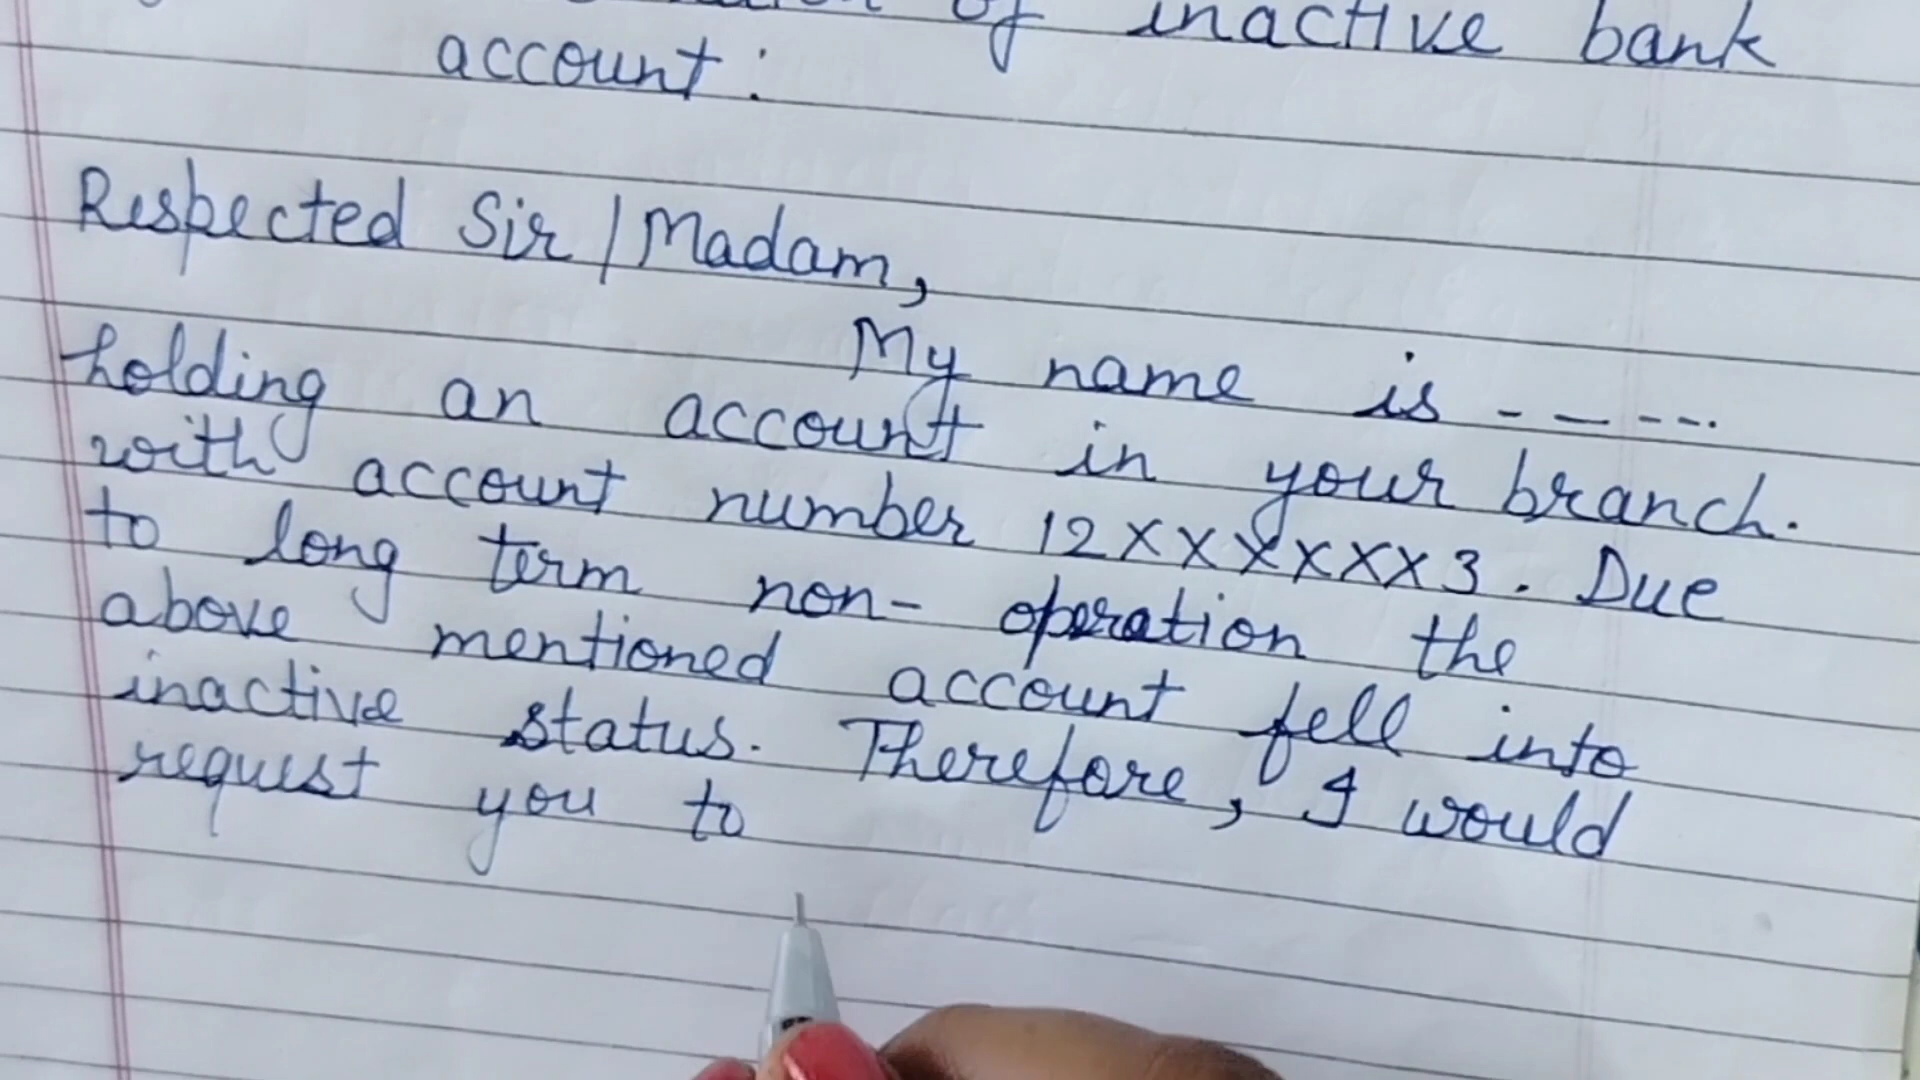 of inactive bank
account :
Respected Sir / Madam,
My name is - - - - -.
holding an account in your branch.
with account number 12XXXXXXX3. Due
to long term non- operation the
above mentioned account fell into
inactive status. Therefore, I would
request you to